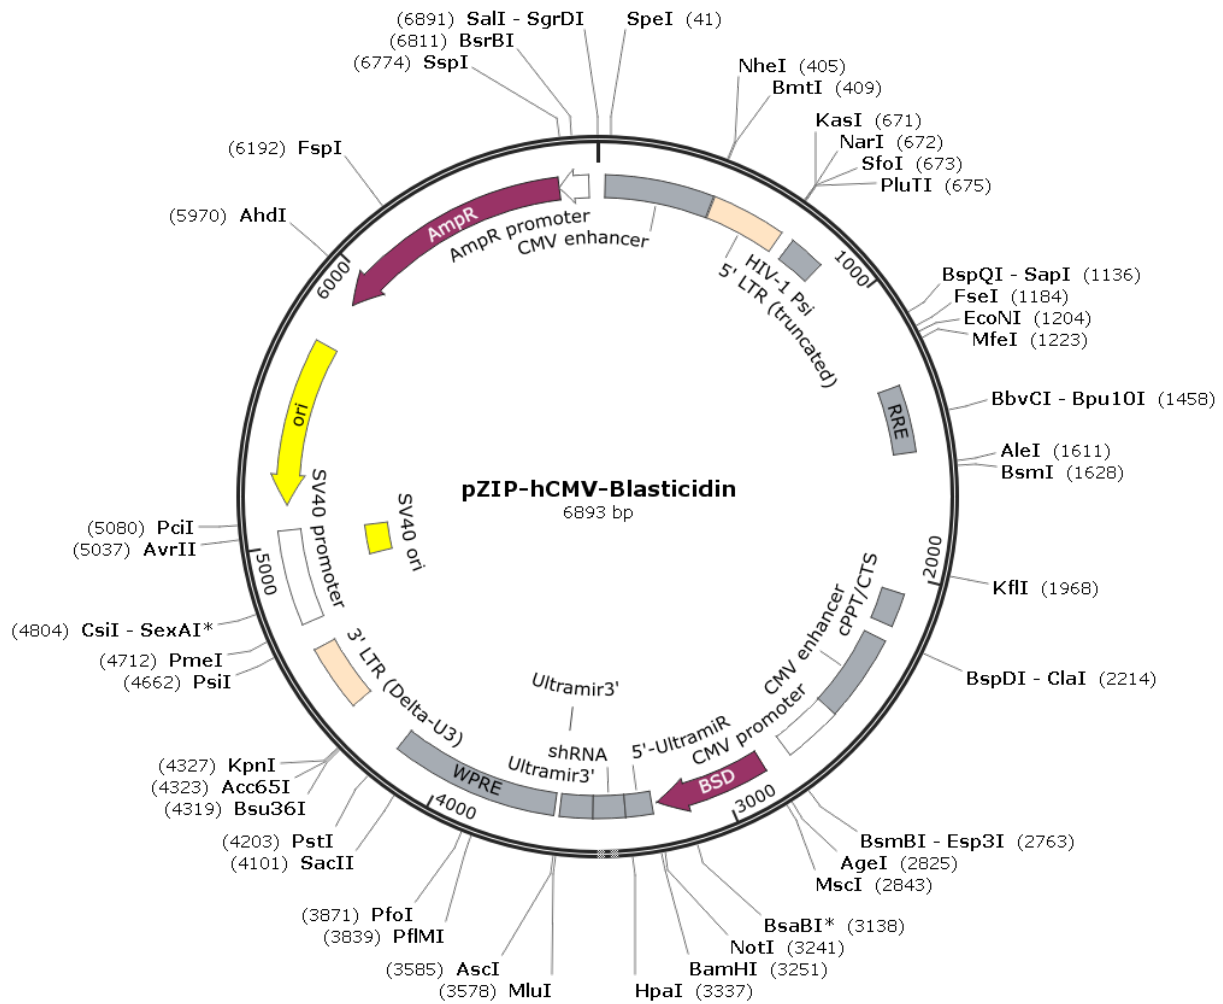 (6891) SalI - SgrDI
(6811) BsrBI
(6774) SspI
SpeI (41)
NheI (405)
BmtI (409)
KasI (671)
NarI (672)
SfoI (673)
PluTI (675)
(6192) FspI
(5970) AhdI
AmpR
AmpR promoter
CMV enhancer
HIV-1 Psi
5' LTR (truncated)
6000
1000
BspQI - SapI (1136)
FseI (1184)
EcoNI (1204)
MfeI (1223)
BbvCI - Bpu10I (1458)
RRE
AleI (1611)
BsmI (1628)
ori
pZIP-hCMV-Blasticidin
6893 bp
SV40 promoter
SV40 ori
(5080) PciI
(5037) AvrII
5000
2000
KflI (1968)
cPPT/CTS
CMV enhancer
CMV promoter
BspDI - ClaI (2214)
(4804) CsiI - SexAI*
(4712) PmeI
(4662) PsiI
3' LTR (Delta-U3)
Ultramir3'
shRNA
Ultramir3'
5'-UltramiR
BSD
WPRE
4000
3000
(4327) KpnI
(4323) Acc65I
(4319) Bsu36I
(4203) PstI
(4101) SacII
(3871) PfoI
(3839) PflMI
(3585) AscI
(3578) MluI
BsmBI - Esp3I (2763)
AgeI (2825)
MscI (2843)
BsaBI* (3138)
NotI (3241)
BamHI (3251)
HpaI (3337)